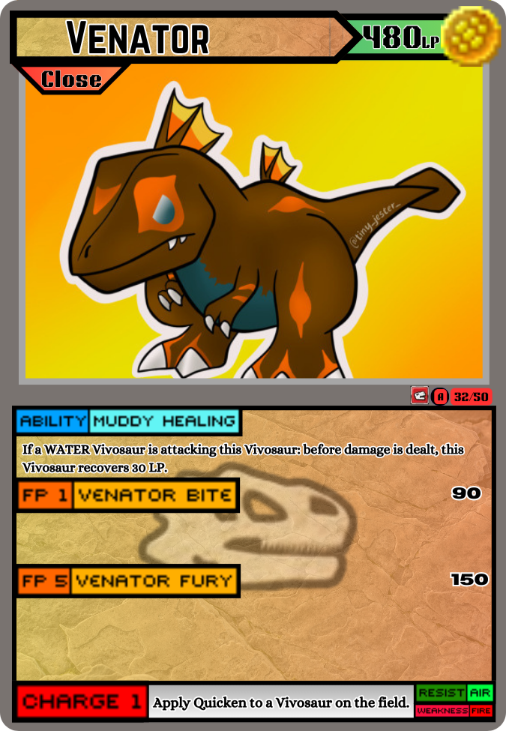 VENATOR
480LP
Close
@tiny_jester_
A 32/50
ABILITY MUDDY HEALING
If a WATER Vivosaur is attacking this Vivosaur: before damage is dealt, this
Vivosaur recovers 30 LP.
FP 1 VENATOR BITE 90
FP 5 VENATOR FURY 150
CHARGE 1 Apply Quicken to a Vivosaur on the field.
RESIST AIR
WEAKNESS FIRE